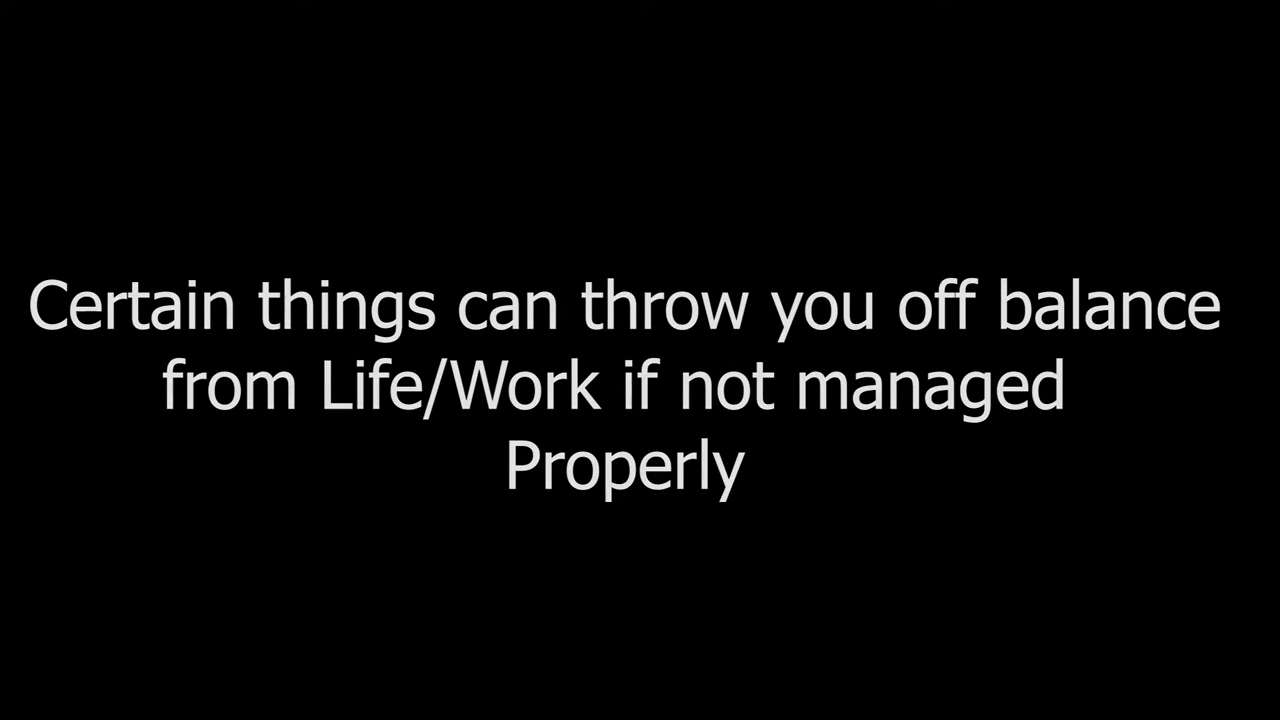 Certain things can throw you off balance
from Life/Work if not managed
Properly